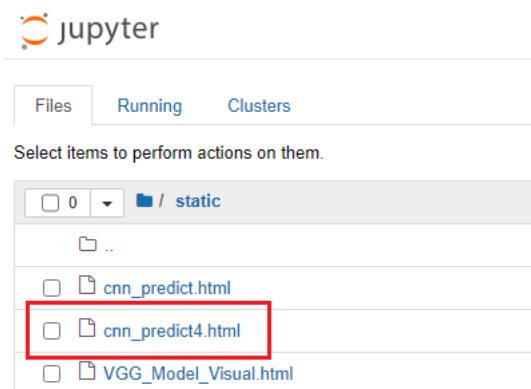 jupyter
Files Running Clusters
Select items to perform actions on them.
0 / static
..
cnn_predict.html
cnn_predict4.html
VGG_Model_Visual.html